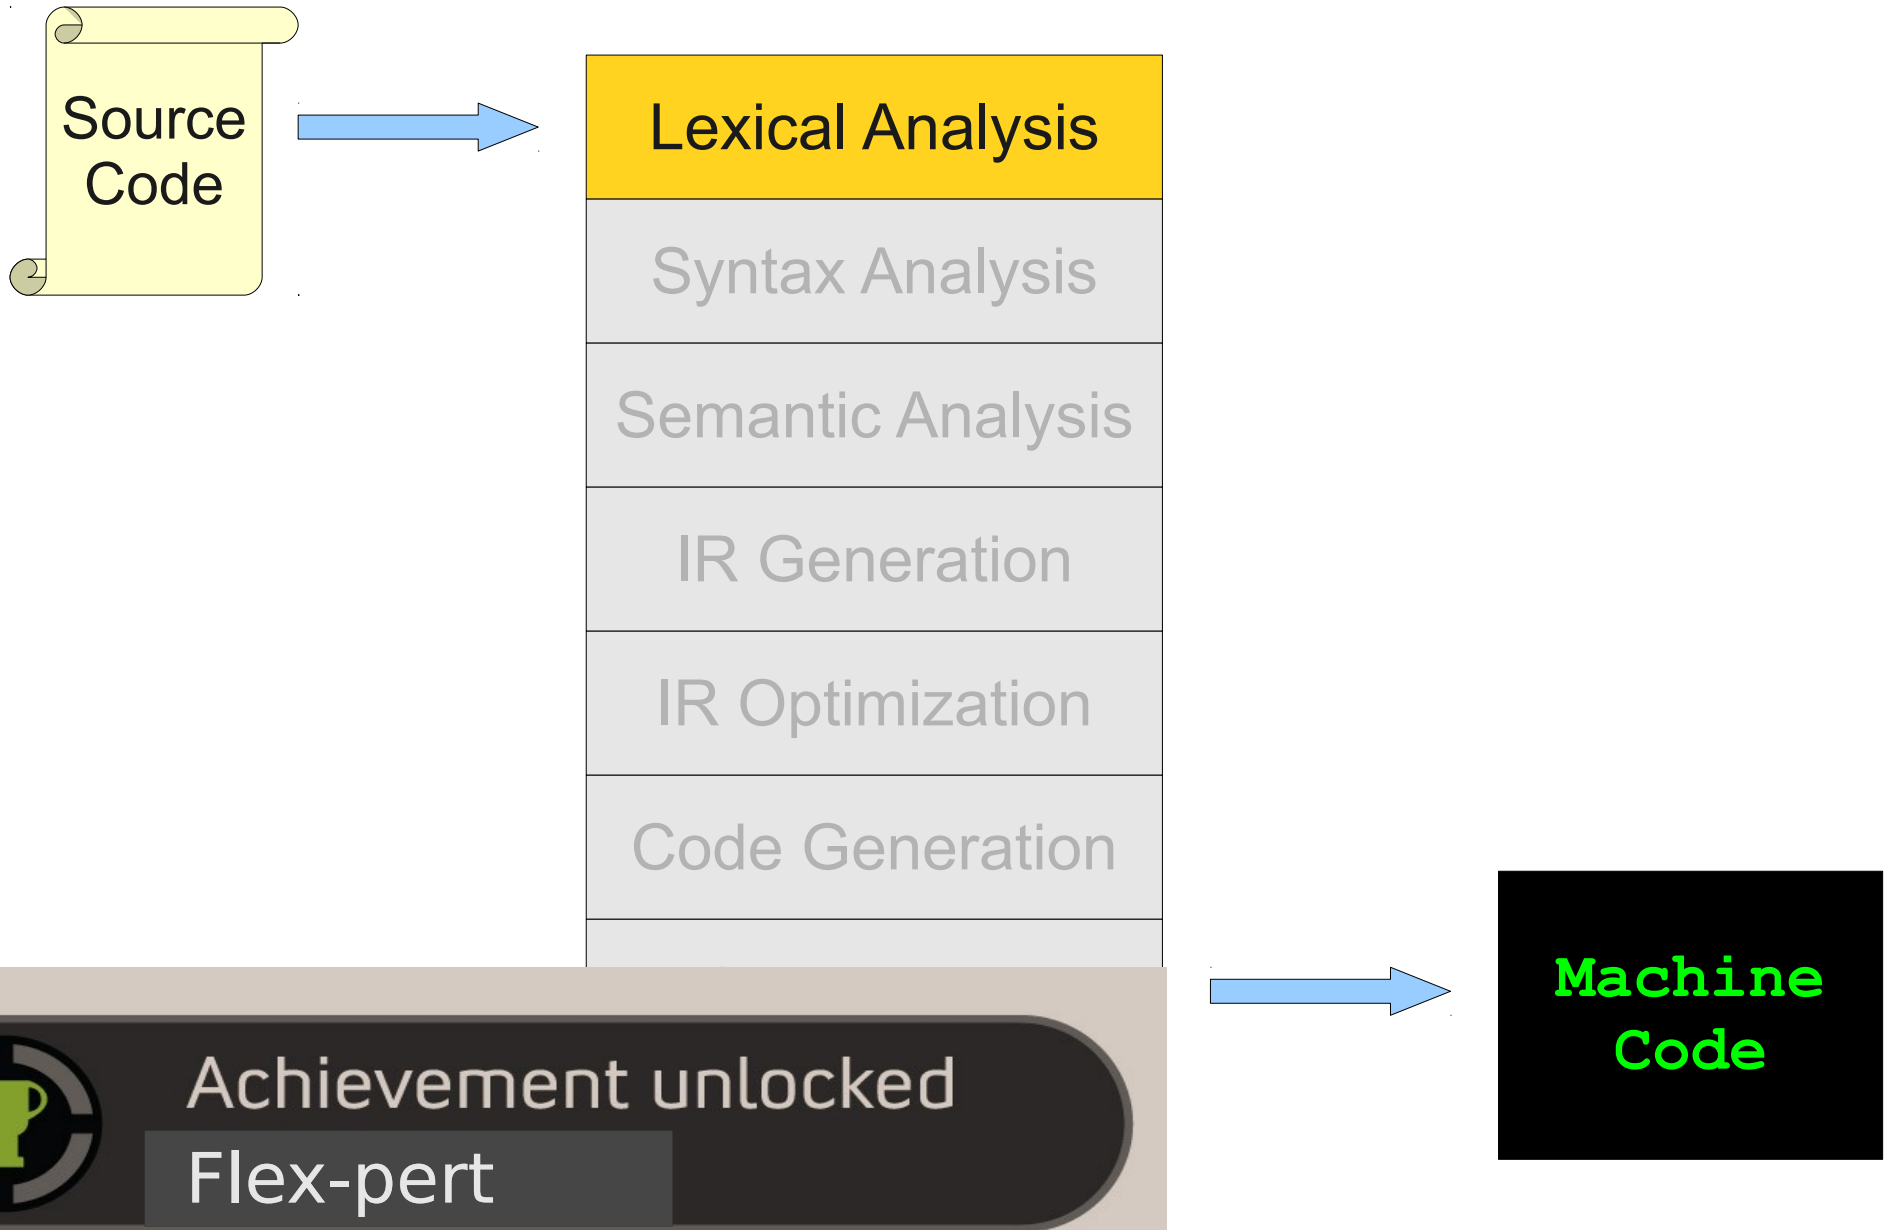 Source
Code
Lexical Analysis
Syntax Analysis
Semantic Analysis
IR Generation
IR Optimization
Code Generation
Machine
Code
Achievement unlocked
Flex-pert